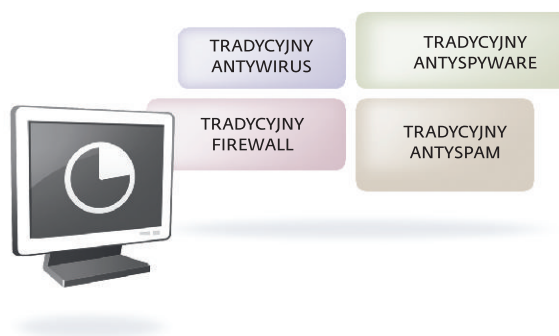 TRADYCYJNY
ANTYWIRUS
TRADYCYJNY
ANTYSPYWARE
TRADYCYJNY
FIREWALL
TRADYCYJNY
ANTYSPAM